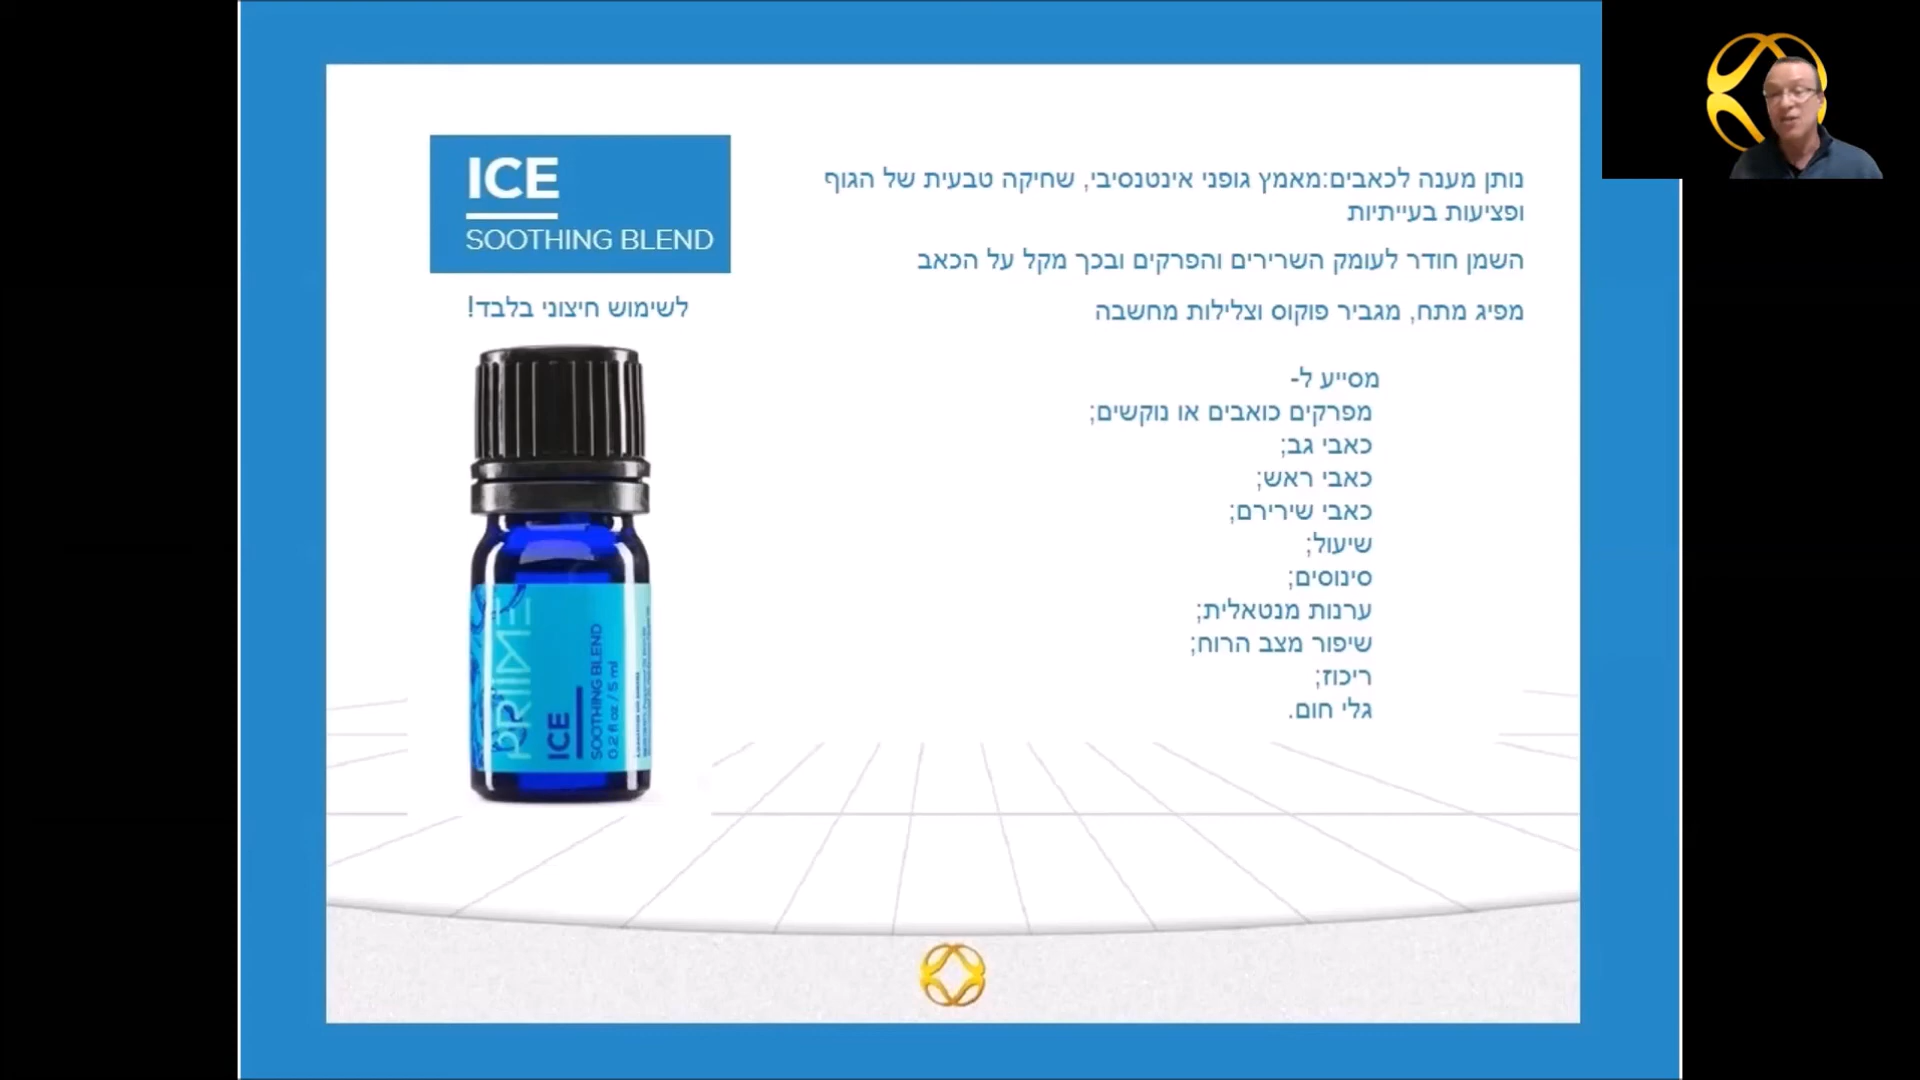 ICE
SOOTHING BLEND
לשימוש חיצוני בלבד!
נותן מענה לכאבים:מאמץ גופני אינטנסיבי, שחיקה טבעית של הגוף
ופציעות בעייתיות
השמן חודר לעומק השרירים והפרקים ובכך מקל על הכאב
מפיג מתח, מגביר פוקוס וצלילות מחשבה
מסייע ל-
מפרקים כואבים או נוקשים;
כאבי גב;
כאבי ראש;
כאבי שרירים;
שיעול;
סינוסים;
ערנות מנטאלית;
שיפור מצב הרוח;
ריכוז;
גלי חום.
PRIIME
ICE
SOOTHING BLEND
0.2 fl oz / 5 ml